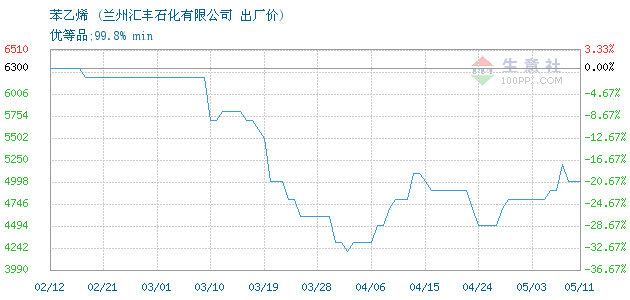 苯乙烯 (兰州汇丰石化有限公司 出厂价)
优等品;99.8% min
6510 3.33%
6300 0.00%
生意社
100PPI.COM
6006 -4.67%
5754 -8.67%
5502 -12.67%
5250 -16.67%
4998 -20.67%
4746 -24.67%
4494 -28.67%
4242 -32.67%
3990 -36.67%
02/12 02/21 03/01 03/10 03/19 03/28 04/06 04/15 04/24 05/03 05/11